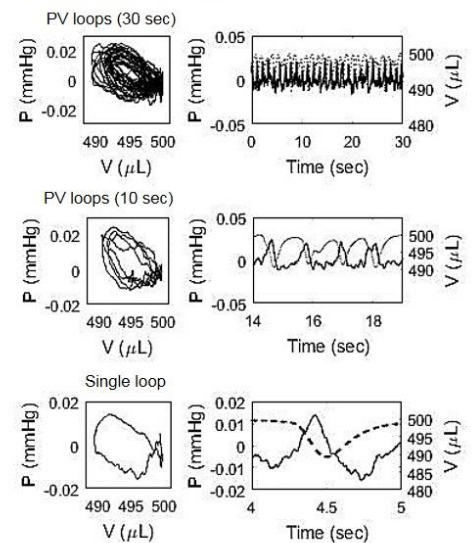 PV loops (30 sec)
P (mmHg)
0.02
0
-0.02
490 495 500
V (µL)
P (mmHg)
0.05
0
-0.05
0 10 20 30
Time (sec)
500
490
480
V (µL)
PV loops (10 sec)
P (mmHg)
0.02
0
-0.02
490 495 500
V (µL)
P (mmHg)
0.05
0
-0.05
14 16 18
Time (sec)
500
495
490
V (µL)
Single loop
P (mmHg)
0.02
0
-0.02
490 495 500
V (µL)
P (mmHg)
0.02
0.01
0
-0.01
-0.02
4 4.5 5
Time (sec)
500
495
490
485
480
V (µL)